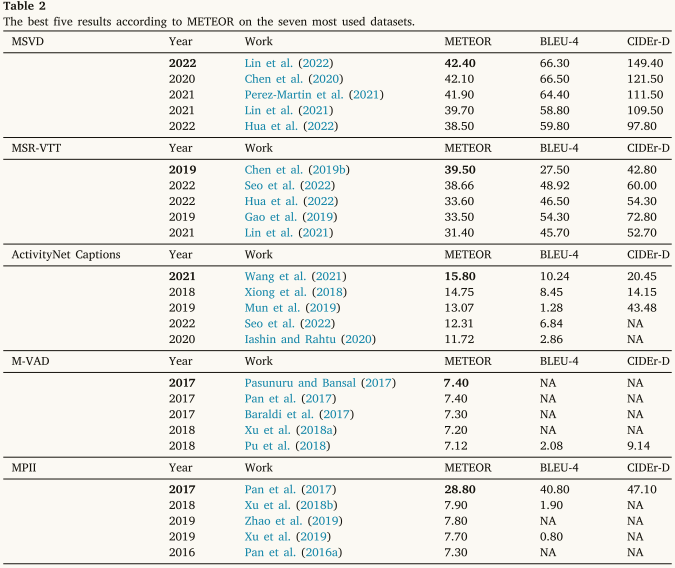 Table 2
The best five results according to METEOR on the seven most used datasets.
MSVD Year Work METEOR BLEU-4 CIDEr-D
2022 Lin et al. (2022) 42.40 66.30 149.40
2020 Chen et al. (2020) 42.10 66.50 121.50
2021 Perez-Martin et al. (2021) 41.90 64.40 111.50
2021 Lin et al. (2021) 39.70 58.80 109.50
2022 Hua et al. (2022) 38.50 59.80 97.80
MSR-VTT Year Work METEOR BLEU-4 CIDEr-D
2019 Chen et al. (2019b) 39.50 27.50 42.80
2022 Seo et al. (2022) 38.66 48.92 60.00
2022 Hua et al. (2022) 33.60 46.50 54.30
2019 Gao et al. (2019) 33.50 54.30 72.80
2021 Lin et al. (2021) 31.40 45.70 52.70
ActivityNet Captions Year Work METEOR BLEU-4 CIDEr-D
2021 Wang et al. (2021) 15.80 10.24 20.45
2018 Xiong et al. (2018) 14.75 8.45 14.15
2019 Mun et al. (2019) 13.07 1.28 43.48
2022 Seo et al. (2022) 12.31 6.84 NA
2020 Iashin and Rahtu (2020) 11.72 2.86 NA
M-VAD Year Work METEOR BLEU-4 CIDEr-D
2017 Pasunuru and Bansal (2017) 7.40 NA NA
2017 Pan et al. (2017) 7.40 NA NA
2017 Baraldi et al. (2017) 7.30 NA NA
2018 Xu et al. (2018a) 7.20 NA NA
2018 Pu et al. (2018) 7.12 2.08 9.14
MPII Year Work METEOR BLEU-4 CIDEr-D
2017 Pan et al. (2017) 28.80 40.80 47.10
2018 Xu et al. (2018b) 7.90 1.90 NA
2019 Zhao et al. (2019) 7.80 NA NA
2019 Xu et al. (2019) 7.70 0.80 NA
2016 Pan et al. (2016a) 7.30 NA NA